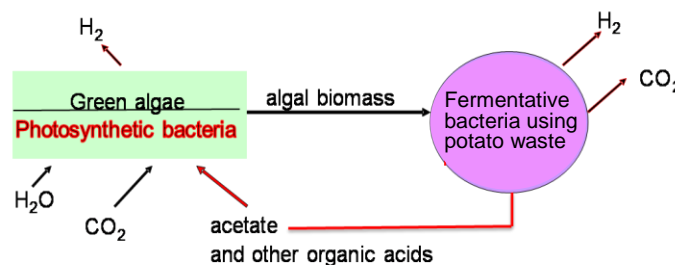 H₂
Green algae
Photosynthetic bacteria
algal biomass
Fermentative
bacteria using
potato waste
H₂
CO₂
H₂O
CO₂
acetate
and other organic acids